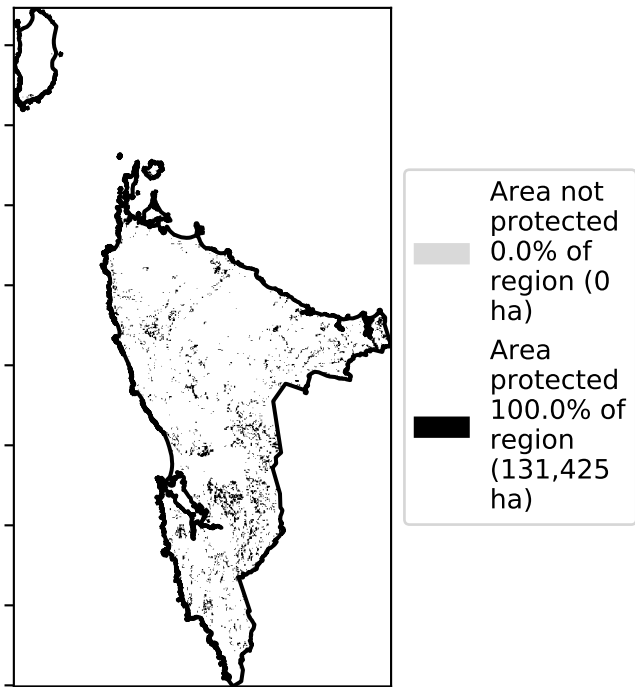 Area not
protected
0.0% of
region (0
ha)
Area
protected
100.0% of
region
(131,425
ha)